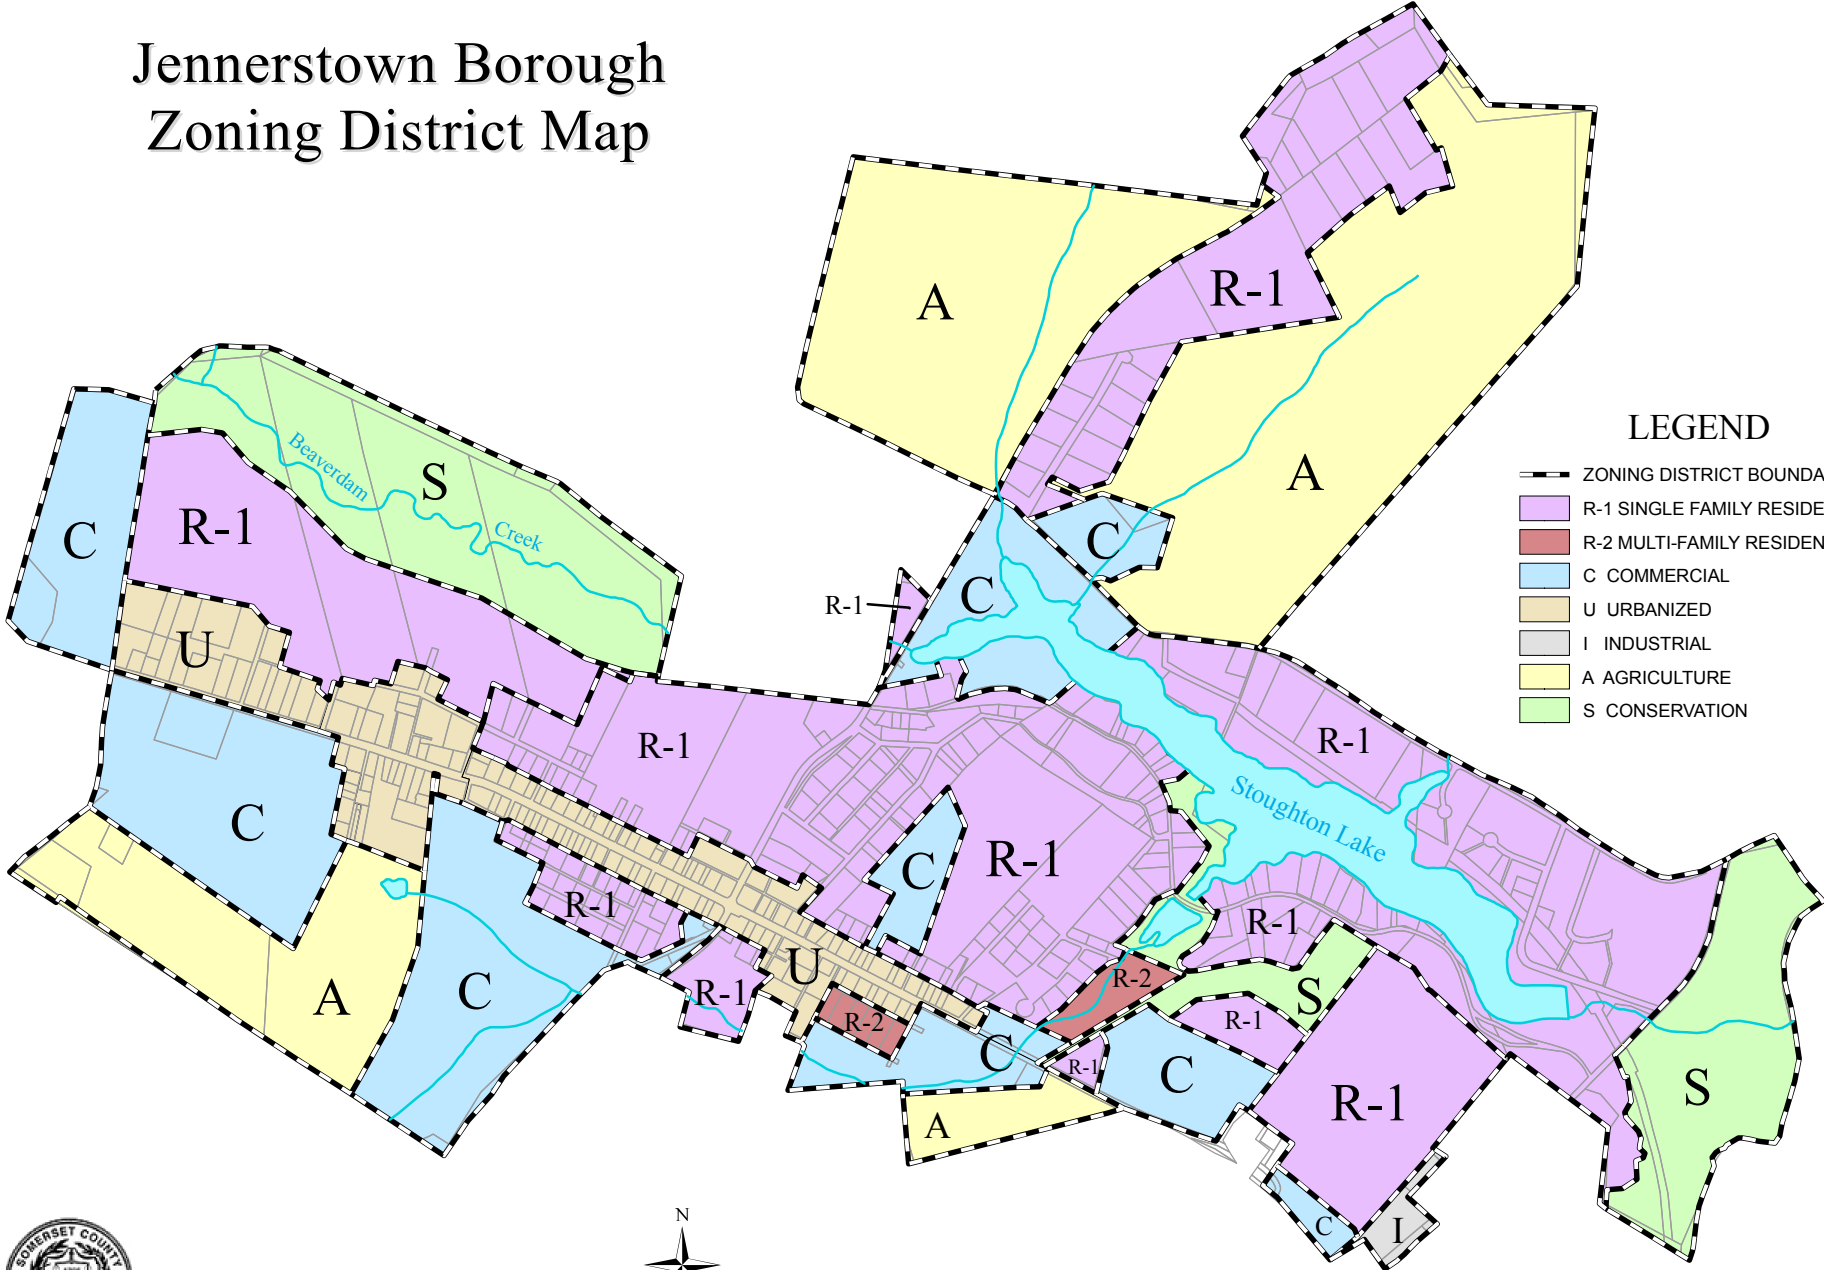 Jennerstown Borough
Zoning District Map
R-1
A
LEGEND
ZONING DISTRICT BOUNDA
R-1 SINGLE FAMILY RESIDE
R-2 MULTI-FAMILY RESIDEN
C COMMERCIAL
U URBANIZED
I INDUSTRIAL
A AGRICULTURE
S CONSERVATION
Beaverdam
S
A
C
R-1
Creek
C
C
R-1
U
R-1
R-1
Stoughton Lake
C
C
R-1
R-1
R-1
U
R-2
A
C
R-1
S
R-2
R-1
C
R-1
C
R-1
S
A
C
I
N
SOMERSET COUNTY